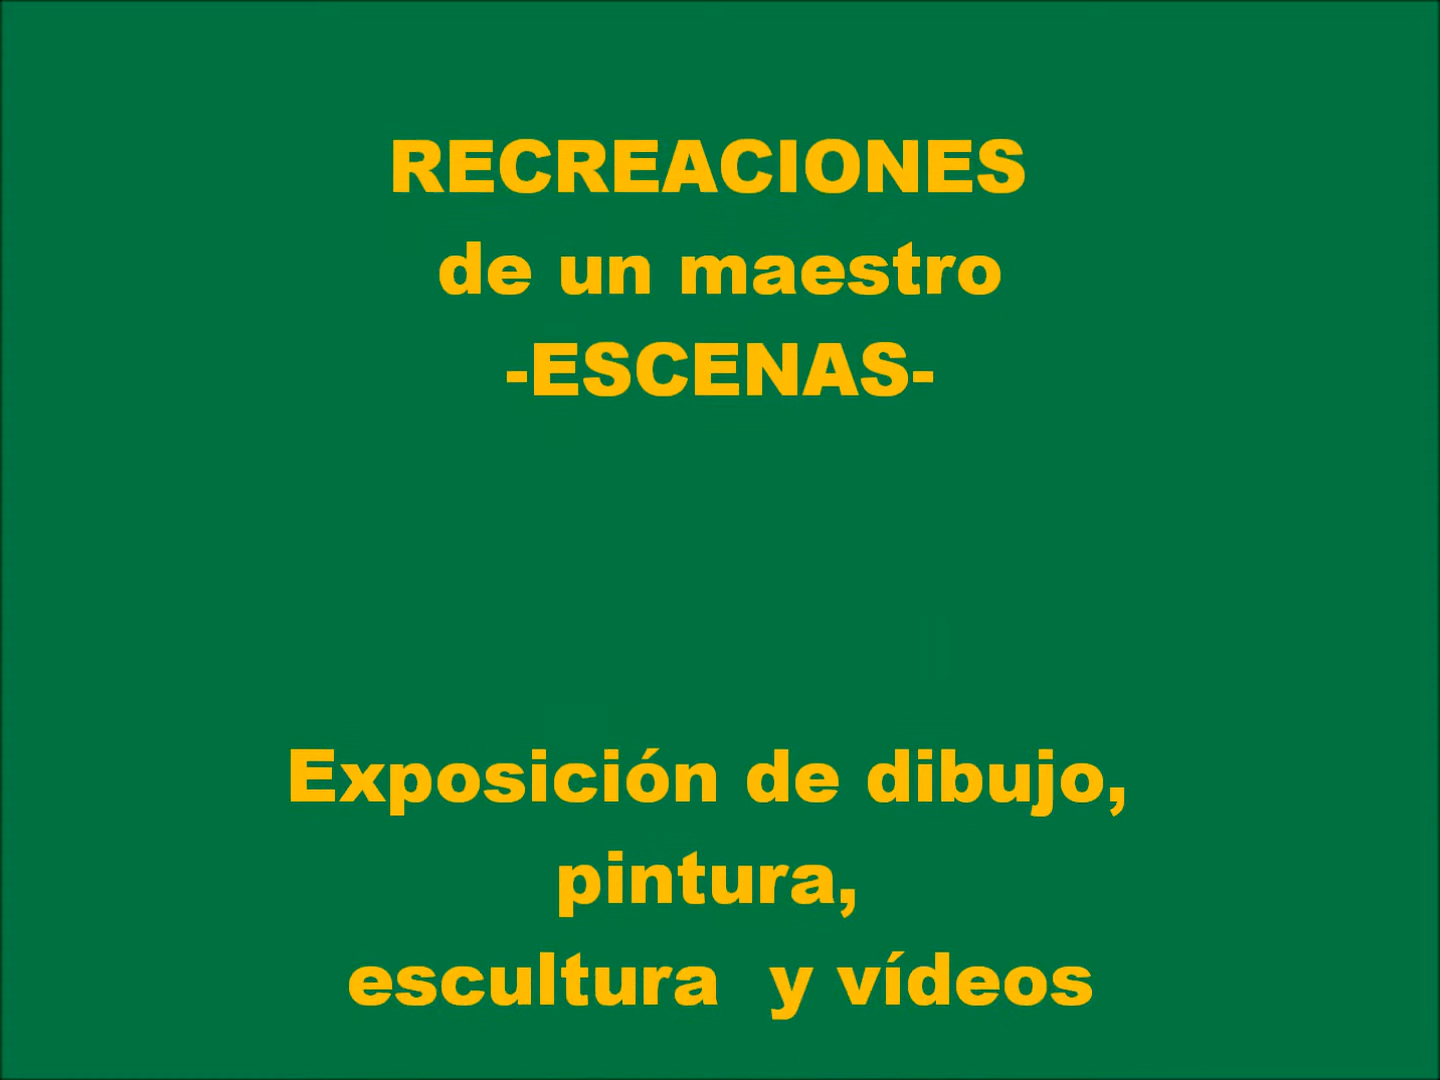 RECREACIONES
de un maestro
-ESCENAS-
Exposición de dibujo,
pintura,
escultura y vídeos